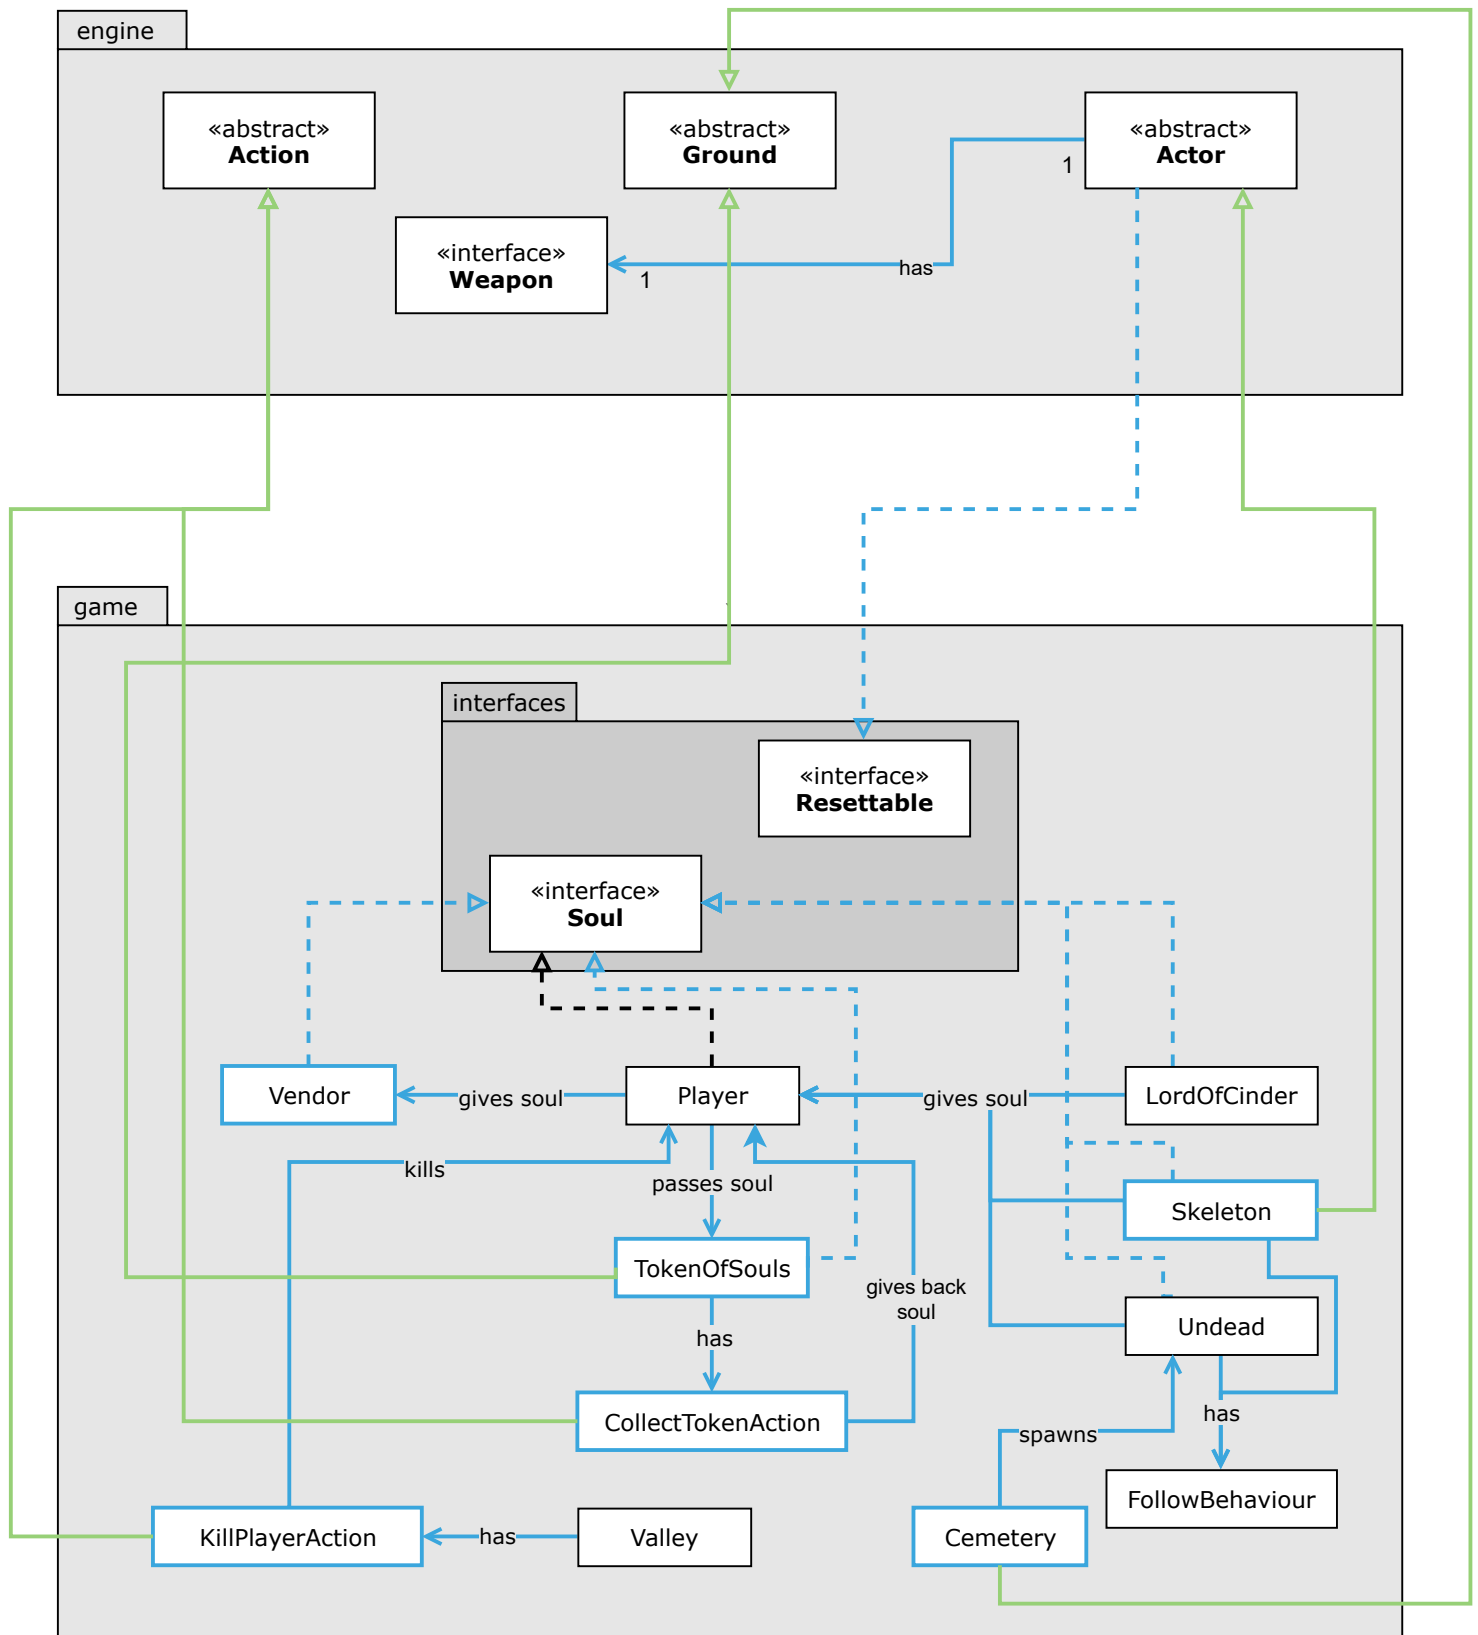 engine
«abstract»
Action
«abstract»
Ground
«abstract»
Actor
1
«interface»
Weapon
1
has
game
interfaces
«interface»
Resettable
«interface»
Soul
Vendor
gives soul
Player
gives soul
LordOfCinder
kills
passes soul
Skeleton
TokenOfSouls
gives back
soul
Undead
has
CollectTokenAction
has
spawns
FollowBehaviour
KillPlayerAction
has
Valley
Cemetery